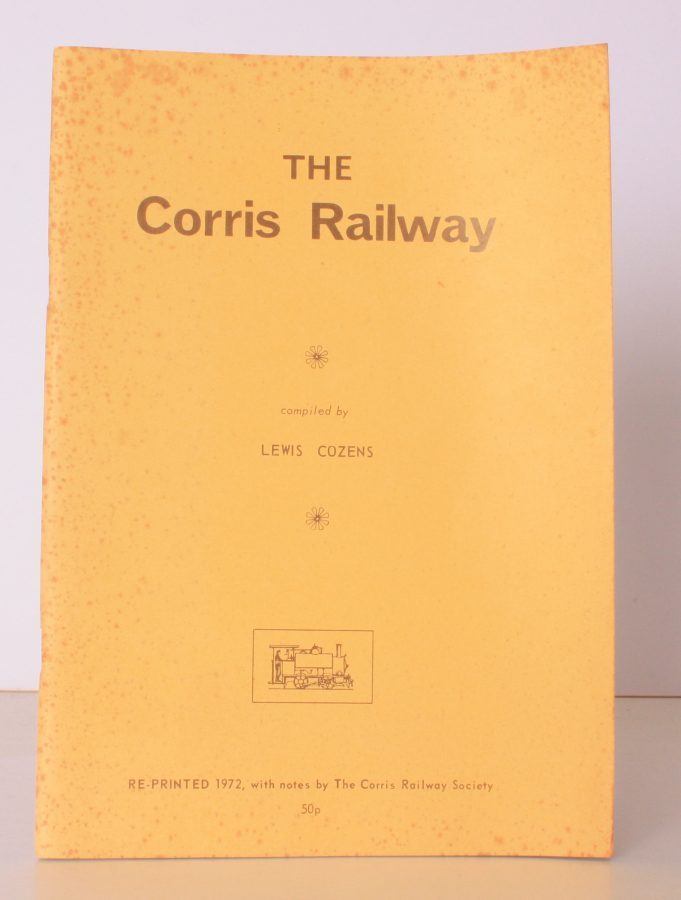 THE
Corris Railway
compiled by
LEWIS COZENS
RE-PRINTED 1972, with notes by The Corris Railway Society
50p